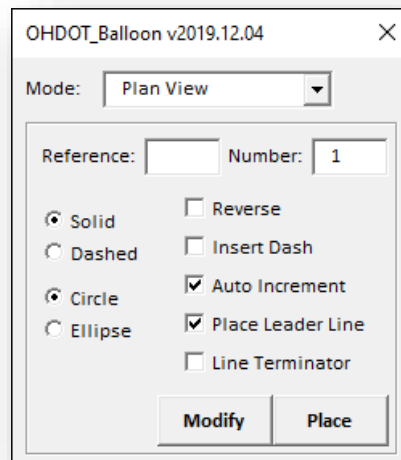 OHDOT_Balloon v2019.12.04
Mode: Plan View
Reference: Number: 1
Solid
Dashed
Circle
Ellipse
Reverse
Insert Dash
Auto Increment
Place Leader Line
Line Terminator
Modify Place